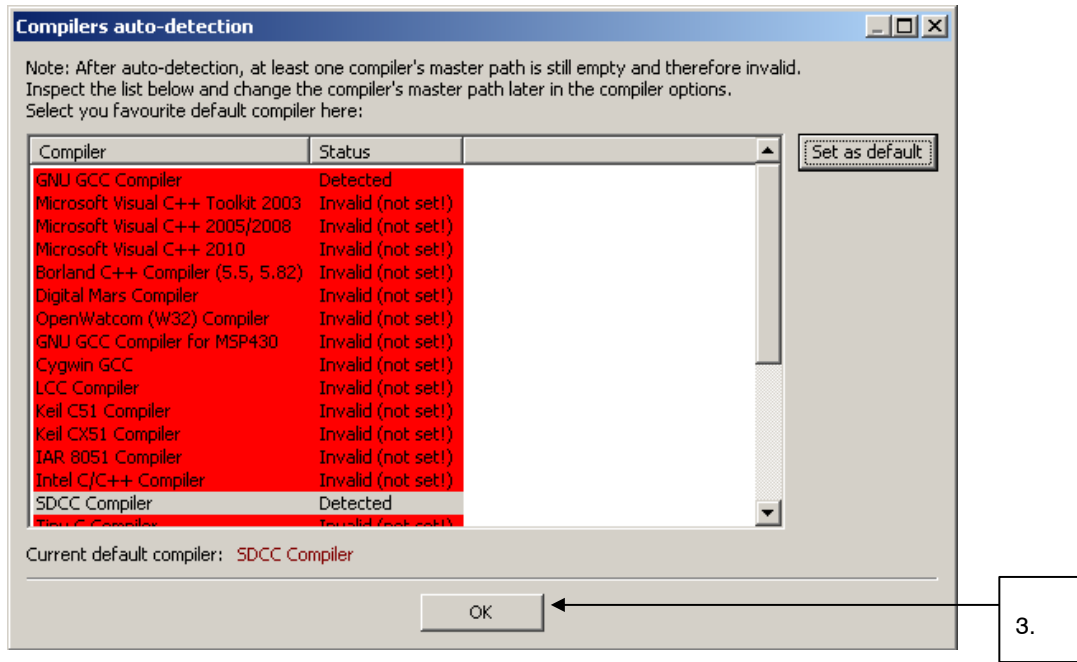 Compilers auto-detection
Note: After auto-detection, at least one compiler's master path is still empty and therefore invalid.
Inspect the list below and change the compiler's master path later in the compiler options.
Select you favourite default compiler here:
Compiler Status
Set as default
GNU GCC Compiler Detected
Microsoft Visual C++ Toolkit 2003 Invalid (not set!)
Microsoft Visual C++ 2005/2008 Invalid (not set!)
Microsoft Visual C++ 2010 Invalid (not set!)
Borland C++ Compiler (5.5, 5.82) Invalid (not set!)
Digital Mars Compiler Invalid (not set!)
OpenWatcom (W32) Compiler Invalid (not set!)
GNU GCC Compiler for MSP430 Invalid (not set!)
Cygwin GCC Invalid (not set!)
LCC Compiler Invalid (not set!)
Keil C51 Compiler Invalid (not set!)
Keil CX51 Compiler Invalid (not set!)
IAR 8051 Compiler Invalid (not set!)
Intel C/C++ Compiler Invalid (not set!)
SDCC Compiler Detected
Tiny C Compiler Invalid (not set!)
Current default compiler: SDCC Compiler
OK
3.